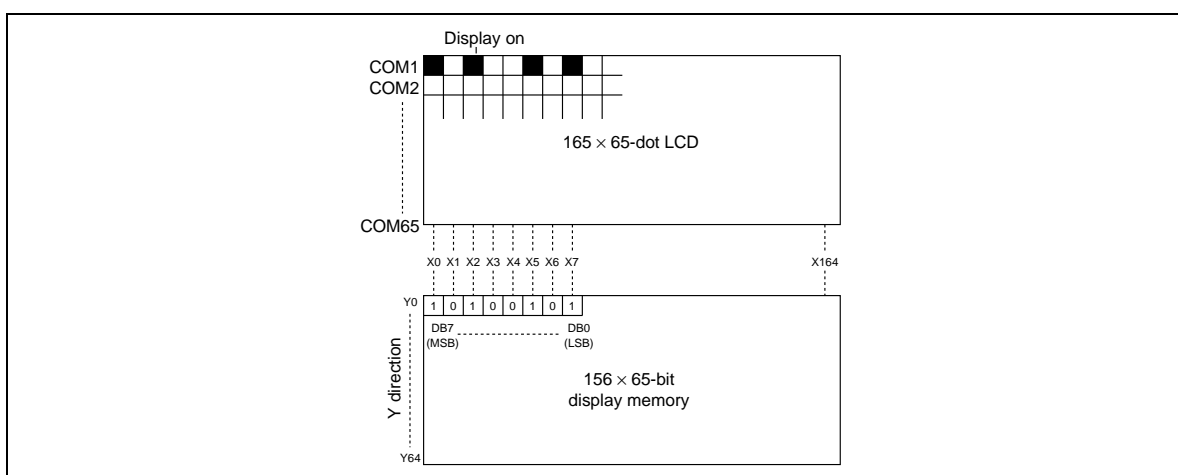 Display on
COM1
COM2
165 × 65-dot LCD
COM65
X0 X1 X2 X3 X4 X5 X6 X7 X164
Y0 1 0 1 0 0 1 0 1
DB7 DB0
(MSB) (LSB)
Y direction
156 × 65-bit
display memory
Y64